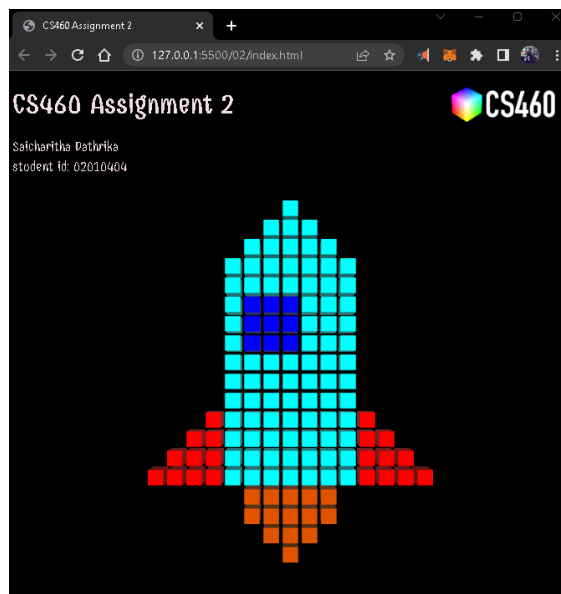 CS460 Assignment 2
127.0.0.1:5500/02/index.html
CS460 Assignment 2
CS460
Saicharitha Dathrika
student id: 02010404